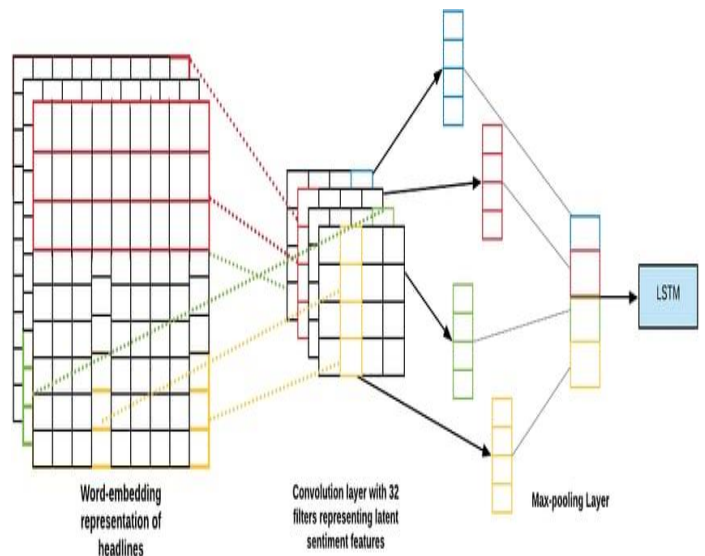 LSTM
Word-embedding
representation of
headlines
Convolution layer with 32
filters representing latent
sentiment features
Max-pooling Layer